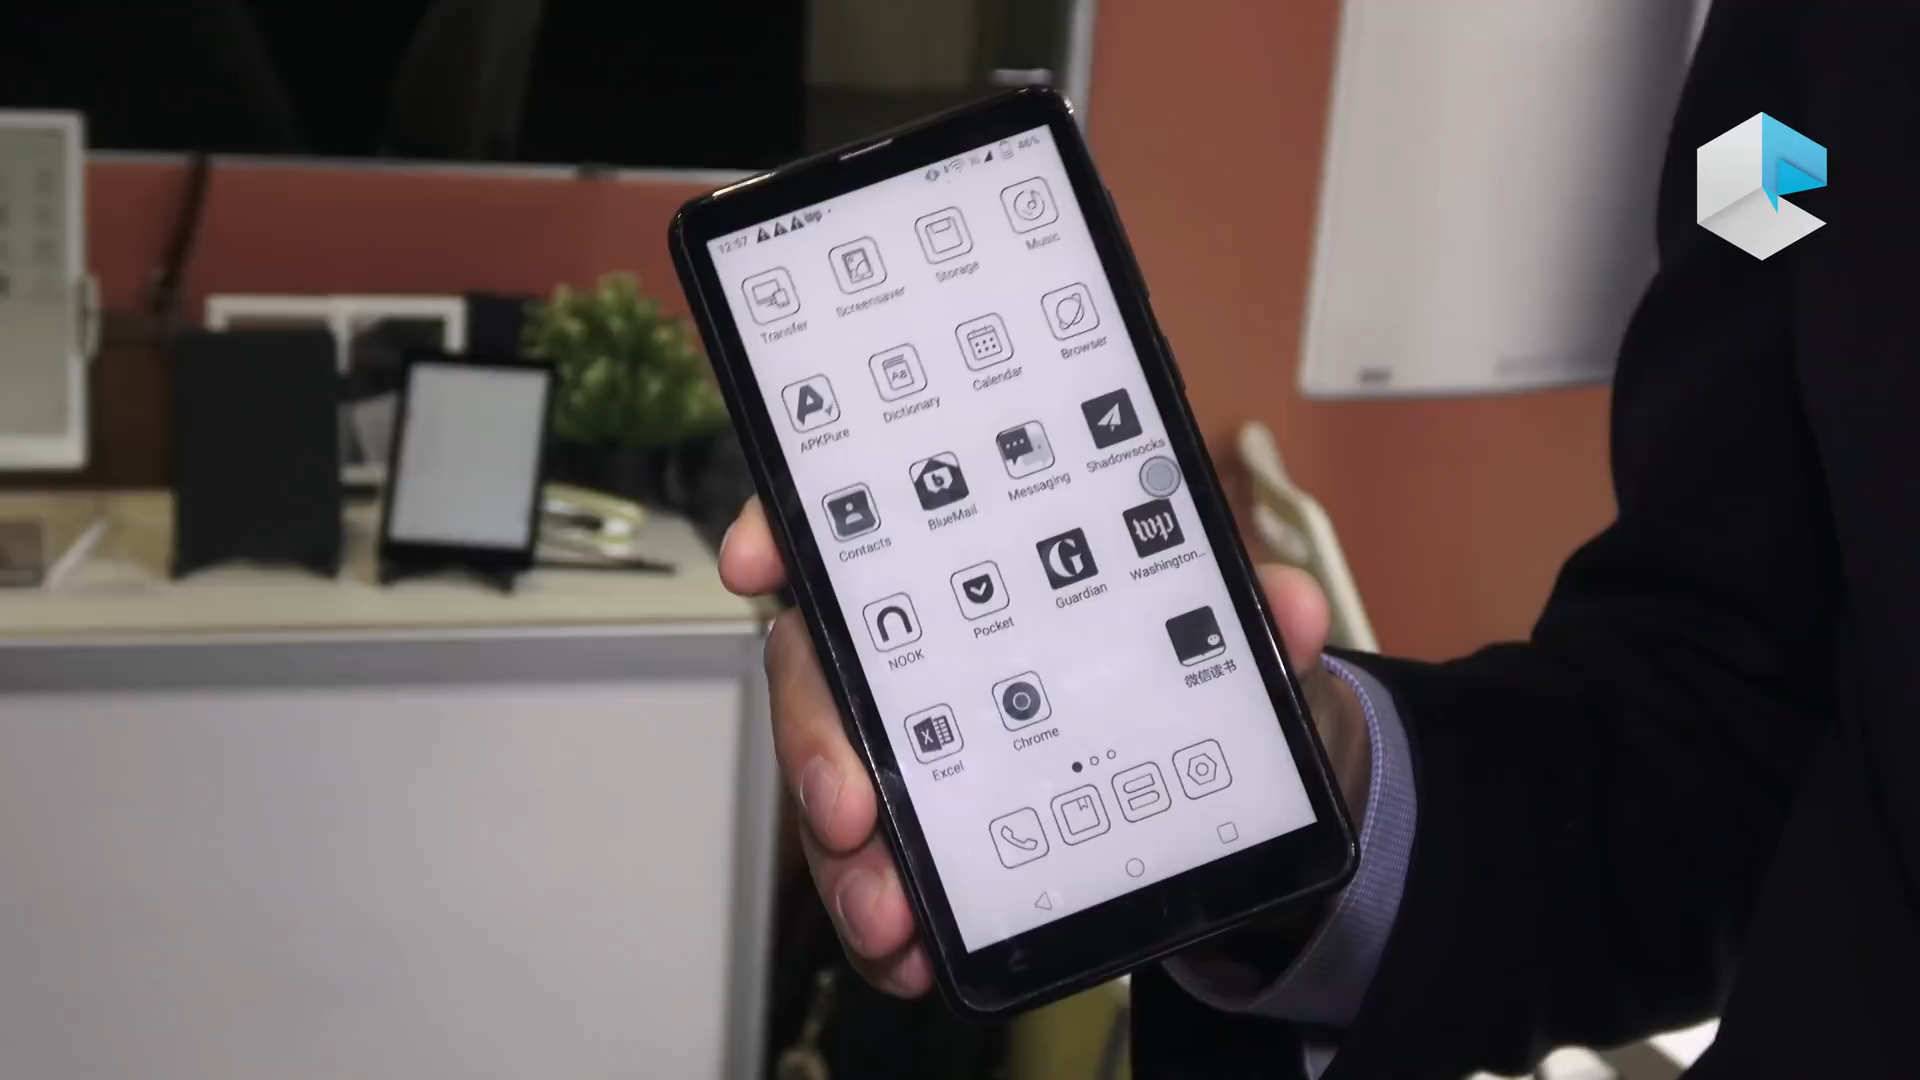 12:57
46%
Transfer
Screensaver
Storage
Music
APKPure
Dictionary
Calendar
Browser
Contacts
BlueMail
Messaging
Shadowsocks
NOOK
Pocket
Guardian
Washington...
Excel
Chrome
微信读书